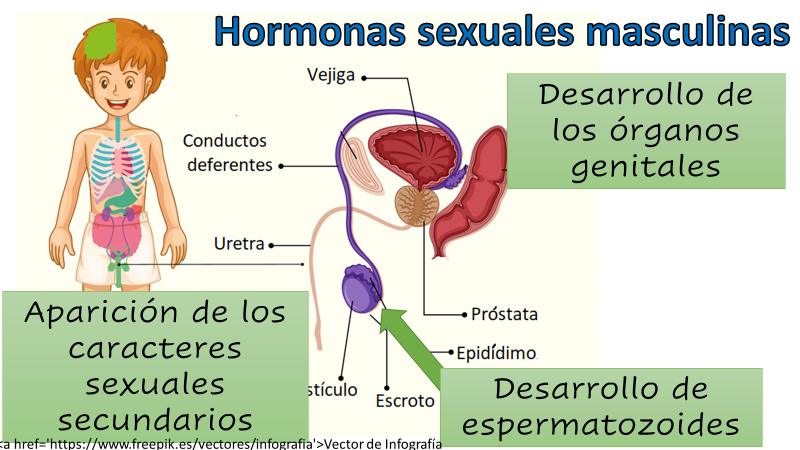 Hormonas sexuales masculinas
Vejiga
Desarrollo de
los órganos
genitales
Conductos
deferentes
Uretra
Aparición de los
caracteres
sexuales
secundarios
Próstata
Epidídimo
stículo
Escroto
Desarrollo de
espermatozoides
<a href='https://www.freepik.es/vectores/infografia'>Vector de Infografía